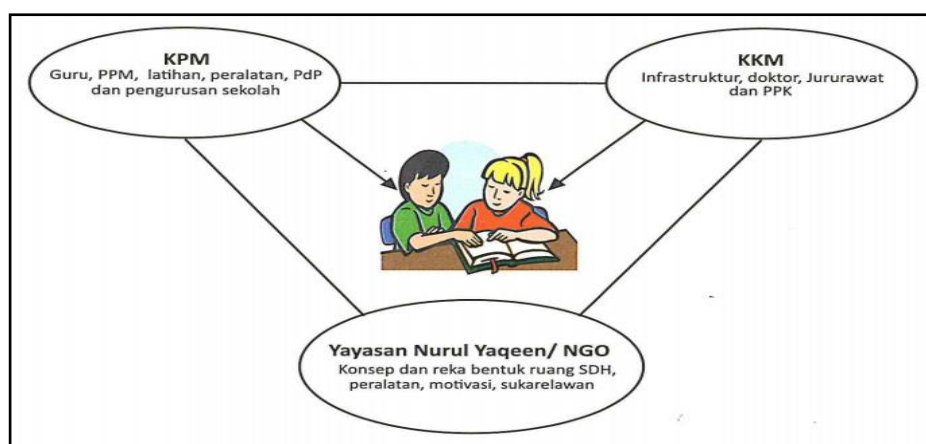 KPM
Guru, PPM, latihan, peralatan, PdP
dan pengurusan sekolah
KKM
Infrastruktur, doktor, Jururawat
dan PPK
Yayasan Nurul Yaqeen/ NGO
Konsep dan reka bentuk ruang SDH,
peralatan, motivasi, sukarelawan